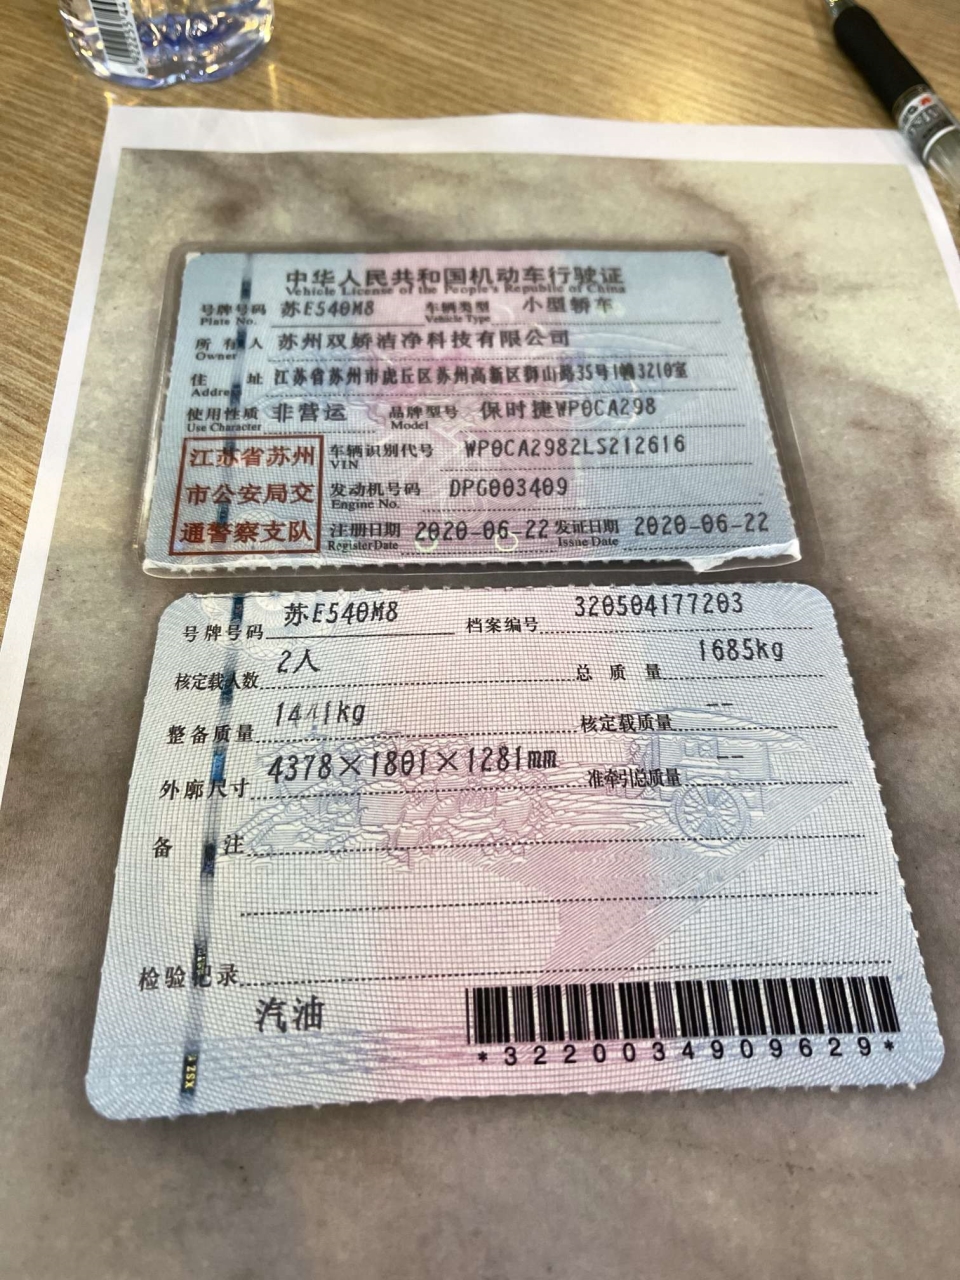 中华人民共和国机动车行驶证
Vehicle License of the People's Republic of China
号牌号码 苏E540M8 车辆类型 小型轿车
Plate No. Vehicle Type
所有人 苏州双娇洁净科技有限公司
Owner
住址 江苏省苏州市虎丘区苏州高新区狮山路35号1幢3210室
Address
使用性质 非营运 品牌型号 保时捷WP0CA298
Use Character Model
江苏省苏州
市公安局交
通警察支队
车辆识别代号 WP0CA2982LS212616
VIN
发动机号码 DPG003409
Engine No.
注册日期 2020-06-22 发证日期 2020-06-22
Register Date Issue Date
号牌号码 苏E540M8 档案编号 320504177203
核定载人数 2人 总质量 1685kg
整备质量 1441kg 核定载质量 --
外廓尺寸 4378×1801×1281mm 准牵引总质量 --
备注
检验记录
汽油
*3220034909629*
XSZ